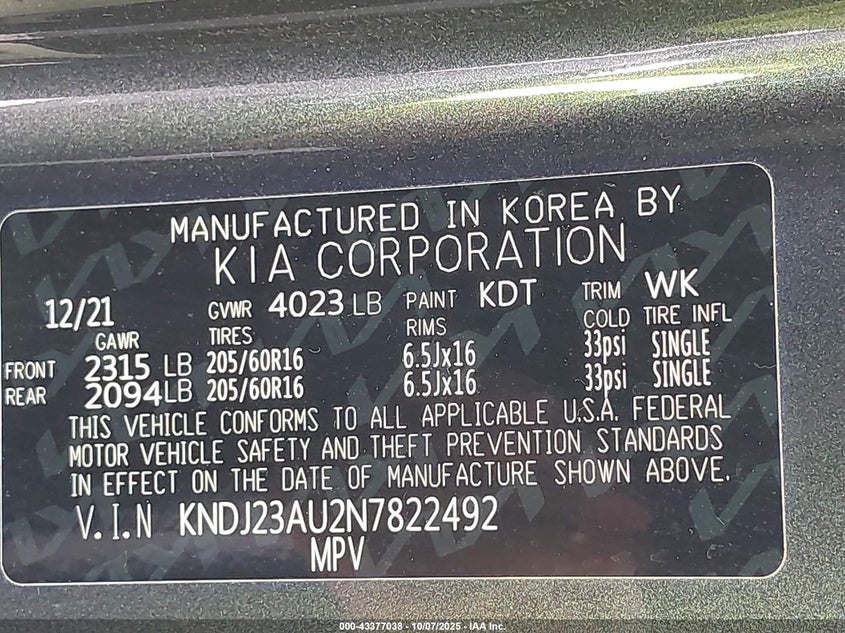 MANUFACTURED IN KOREA BY
KIA CORPORATION
12/21 GVWR 4023 LB PAINT KDT TRIM WK
GAWR TIRES RIMS COLD TIRE INFL
FRONT 2315 LB 205/60R16 6.5Jx16 33psi SINGLE
REAR 2094 LB 205/60R16 6.5Jx16 33psi SINGLE
THIS VEHICLE CONFORMS TO ALL APPLICABLE U.S.A. FEDERAL
MOTOR VEHICLE SAFETY AND THEFT PREVENTION STANDARDS
IN EFFECT ON THE DATE OF MANUFACTURE SHOWN ABOVE.
V.I.N KNDJ23AU2N7822492
MPV
000-43377038 - 10/07/2025 - IAA Inc.